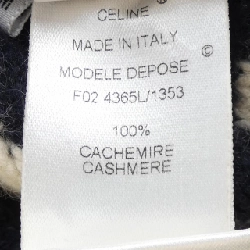 CELINE
MADE IN ITALY
©
MODELE DEPOSE
F02 4365L/1353
100%
CACHEMIRE
CASHMERE